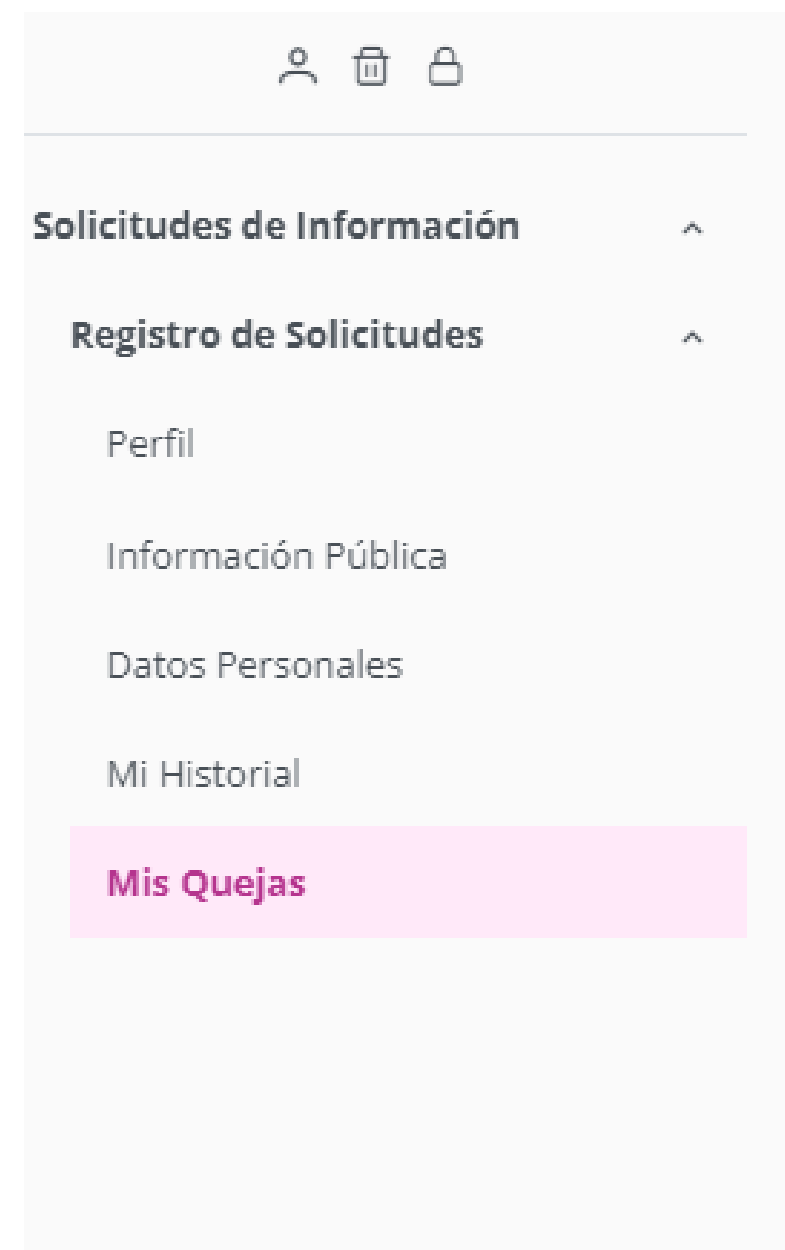 Solicitudes de Información
Registro de Solicitudes
Perfil
Información Pública
Datos Personales
Mi Historial
Mis Quejas